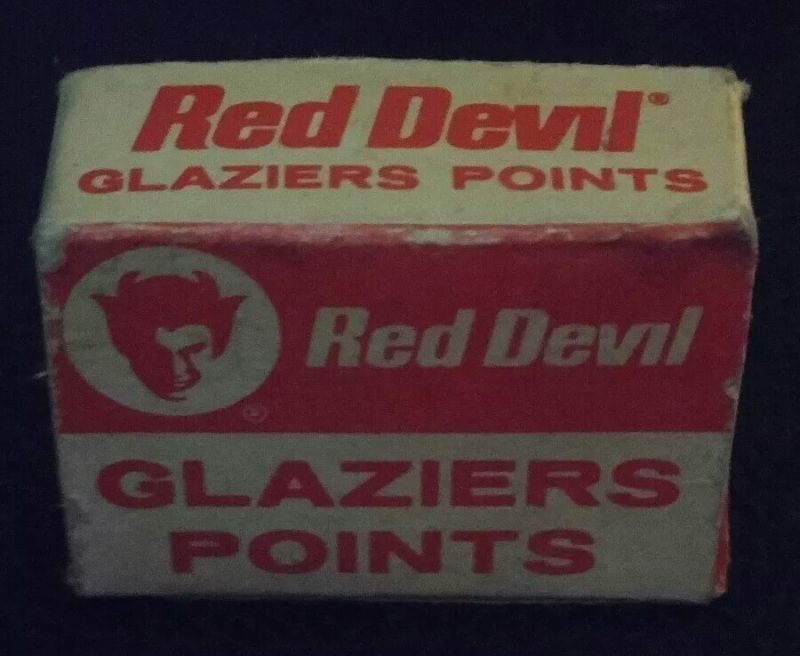 Red Devil®
GLAZIERS POINTS
Red Devil
®
GLAZIERS
POINTS